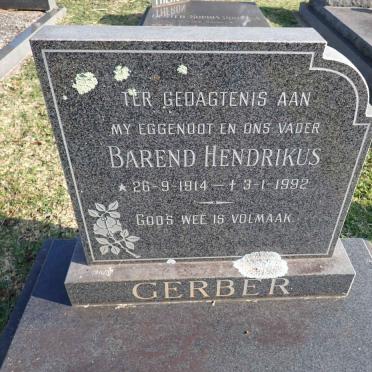 TER GEDAGTENIS AAN
MY EGGENOOT EN ONS VADER
BAREND HENDRIKUS
* 26-9-1914 – † 3-1-1992
GODS WEE IS VOLMAAK.
GERBER